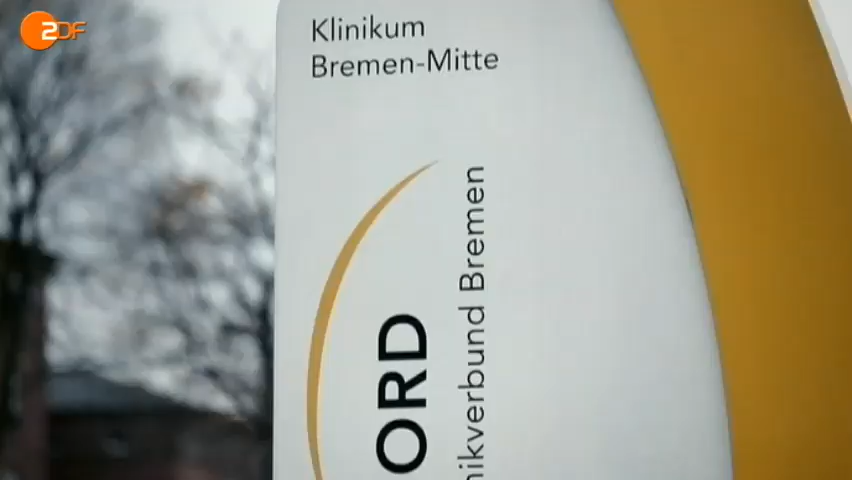 ZDF
Klinikum
Bremen-Mitte
ORD
nikverbund Bremen